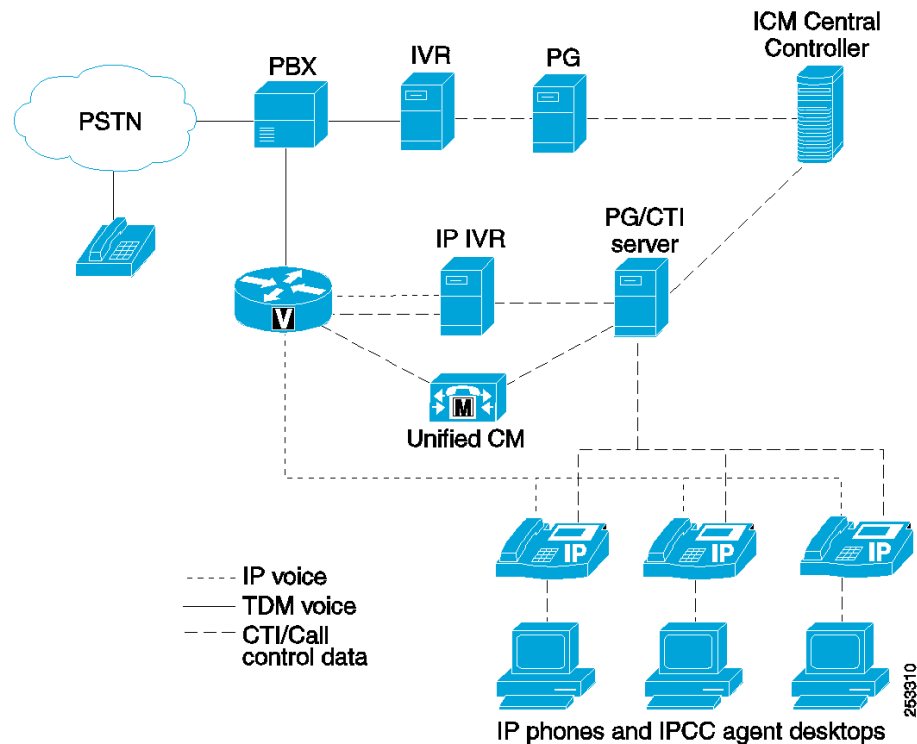 ICM Central
Controller
IVR
PG
PBX
PSTN
PG/CTI
server
IP IVR
V
M
Unified CM
IP
IP
IP
IP voice
TDM voice
CTI/Call
control data
253310
IP phones and IPCC agent desktops